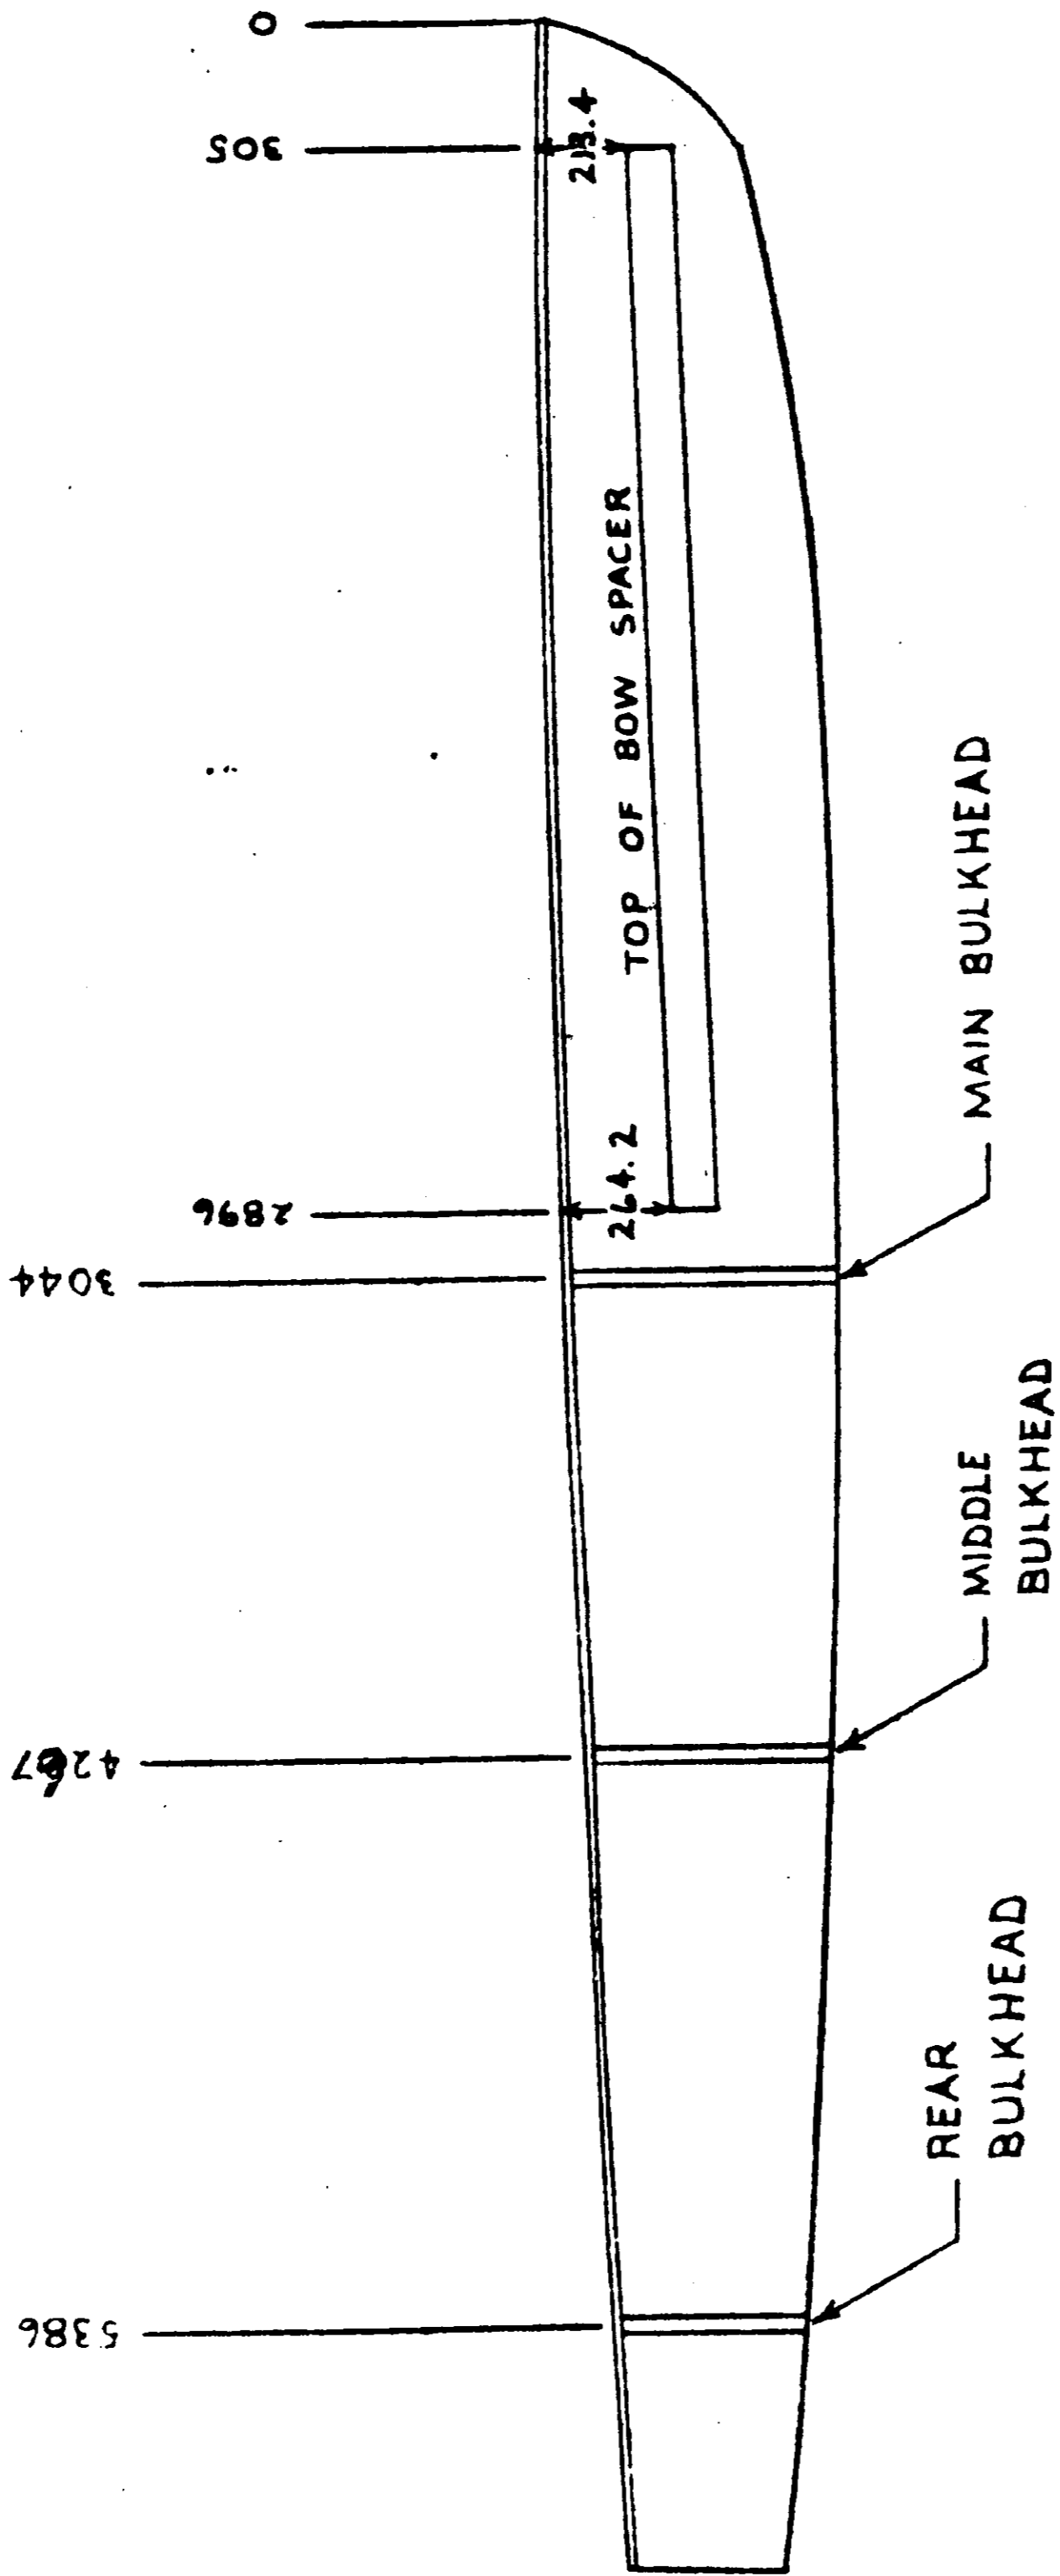 0
305
213.4
TOP OF BOW SPACER
264.2
2896
3044
MAIN BULKHEAD
4267
MIDDLE
BULKHEAD
5386
REAR
BULKHEAD